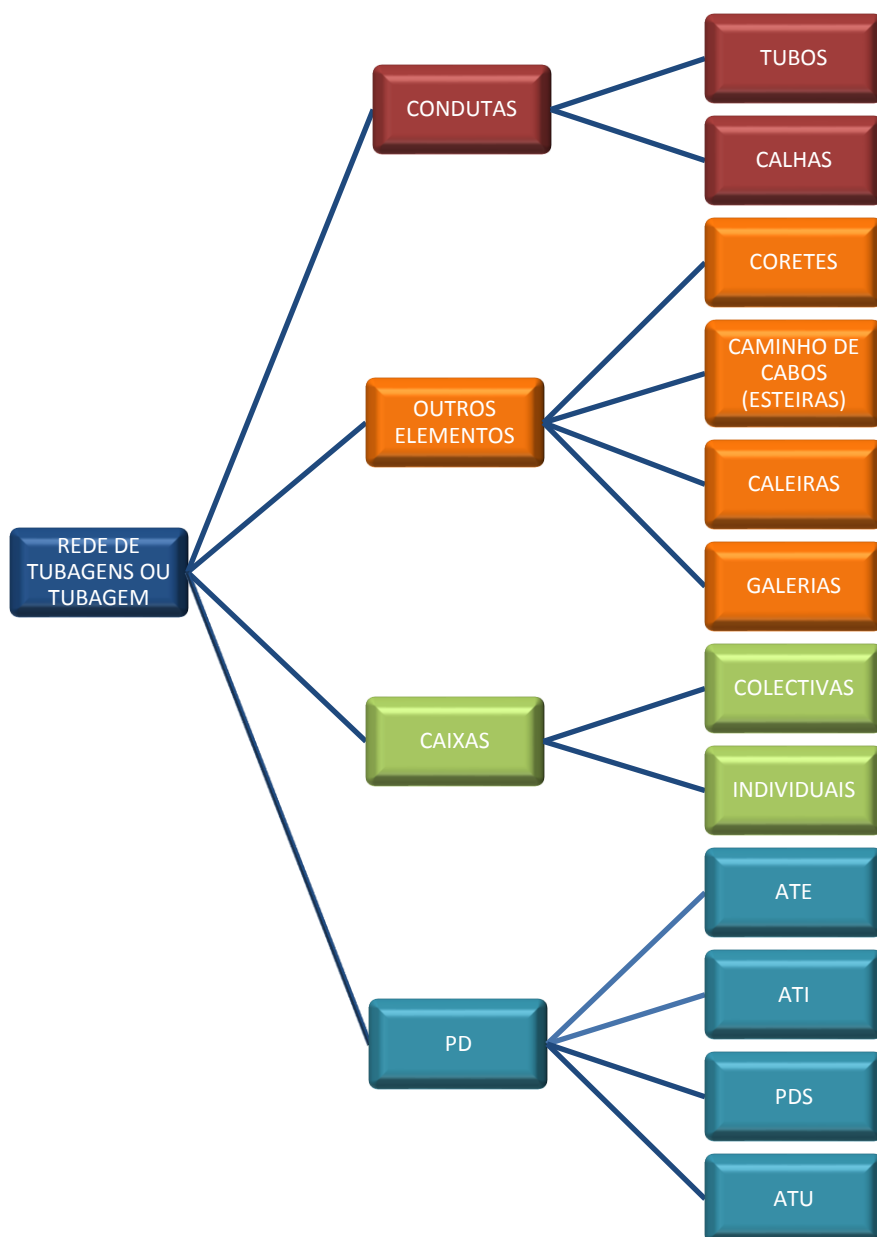 REDE DE
TUBAGENS OU
TUBAGEM
CONDUTAS
TUBOS
CALHAS
OUTROS
ELEMENTOS
CORETES
CAMINHO DE
CABOS
(ESTEIRAS)
CALEIRAS
GALERIAS
CAIXAS
COLECTIVAS
INDIVIDUAIS
PD
ATE
ATI
PDS
ATU